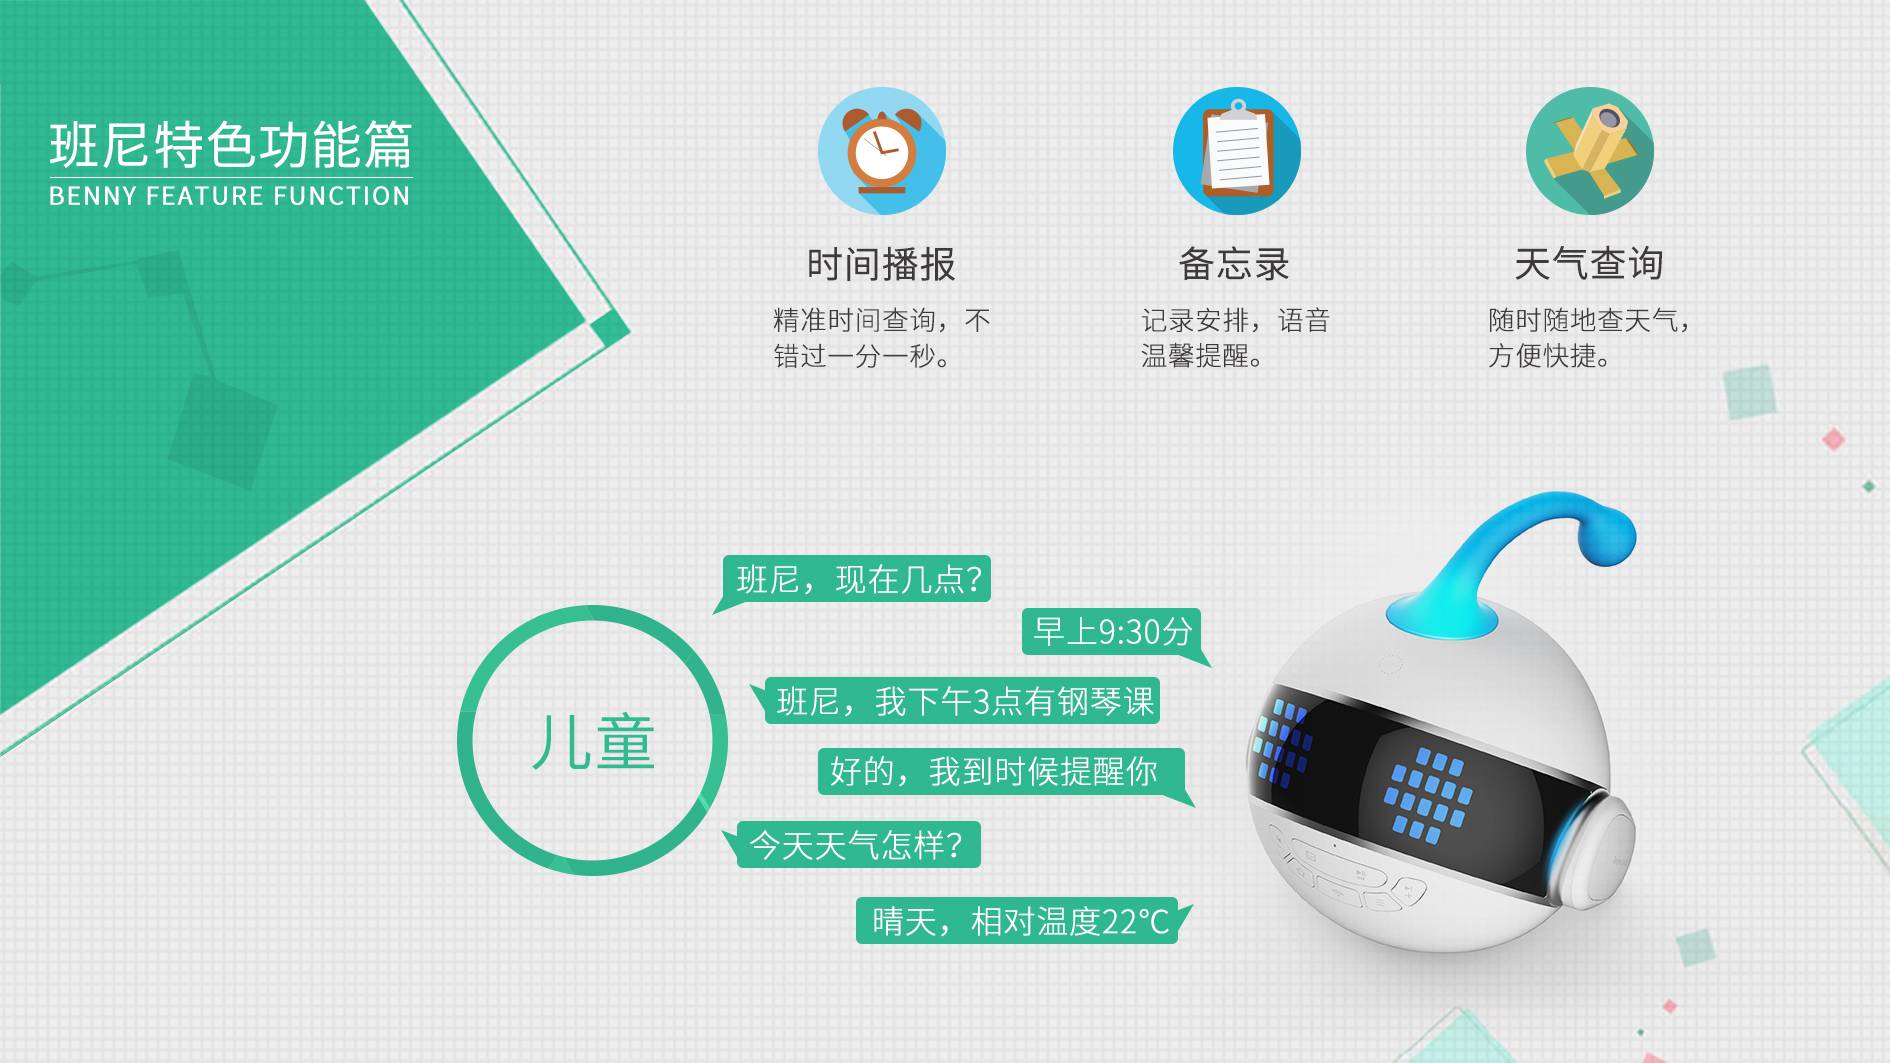 班尼特色功能篇
BENNY FEATURE FUNCTION
时间播报
精准时间查询，不
错过一分一秒。
备忘录
记录安排，语音
温馨提醒。
天气查询
随时随地查天气，
方便快捷。
班尼，现在几点？
早上9:30分
班尼，我下午3点有钢琴课
好的，我到时候提醒你
今天天气怎样？
晴天，相对温度22℃
儿童